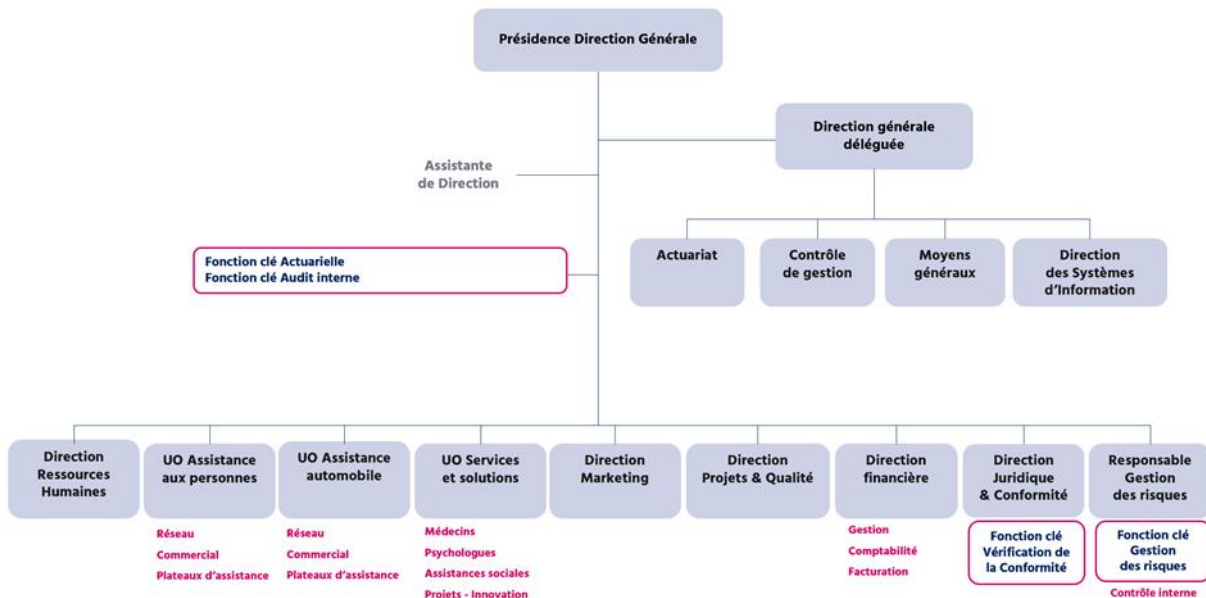 Présidence Direction Générale
Direction générale
déléguée
Assistante
de Direction
Fonction clé Actuarielle
Fonction clé Audit interne
Actuariat
Contrôle
de gestion
Moyens
généraux
Direction
des Systèmes
d'Information
Direction
Ressources
Humaines
UO Assistance
aux personnes
Réseau
Commercial
Plateaux d'assistance
UO Assistance
automobile
Réseau
Commercial
Plateaux d'assistance
UO Services
et solutions
Médecins
Psychologues
Assistances sociales
Projets - Innovation
Direction
Marketing
Direction
Projets & Qualité
Direction
financière
Gestion
Comptabilité
Facturation
Direction
Juridique
& Conformité
Fonction clé
Vérification de
la Conformité
Responsable
Gestion
des risques
Fonction clé
Gestion
des risques
Contrôle interne